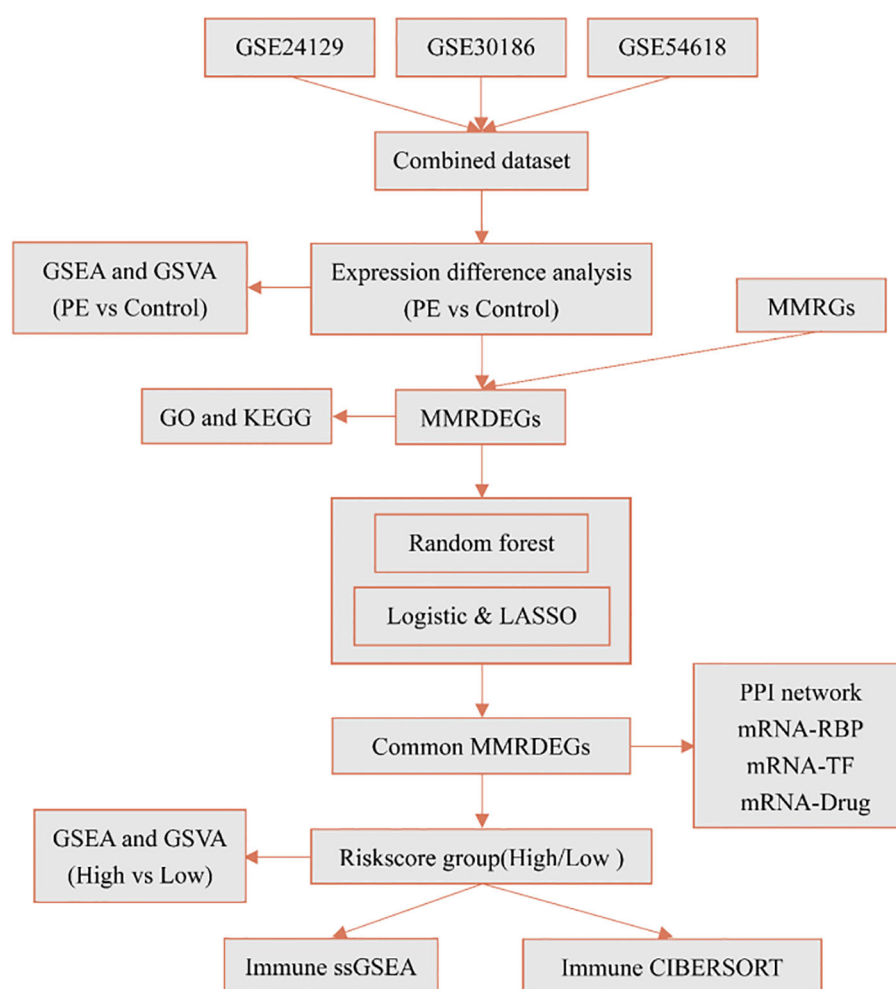 GSE24129
GSE30186
GSE54618
Combined dataset
GSEA and GSVA
(PE vs Control)
Expression difference analysis
(PE vs Control)
MMRGs
GO and KEGG
MMRDEGs
Random forest
Logistic & LASSO
Common MMRDEGs
PPI network
mRNA-RBP
mRNA-TF
mRNA-Drug
GSEA and GSVA
(High vs Low)
Riskscore group(High/Low )
Immune ssGSEA
Immune CIBERSORT